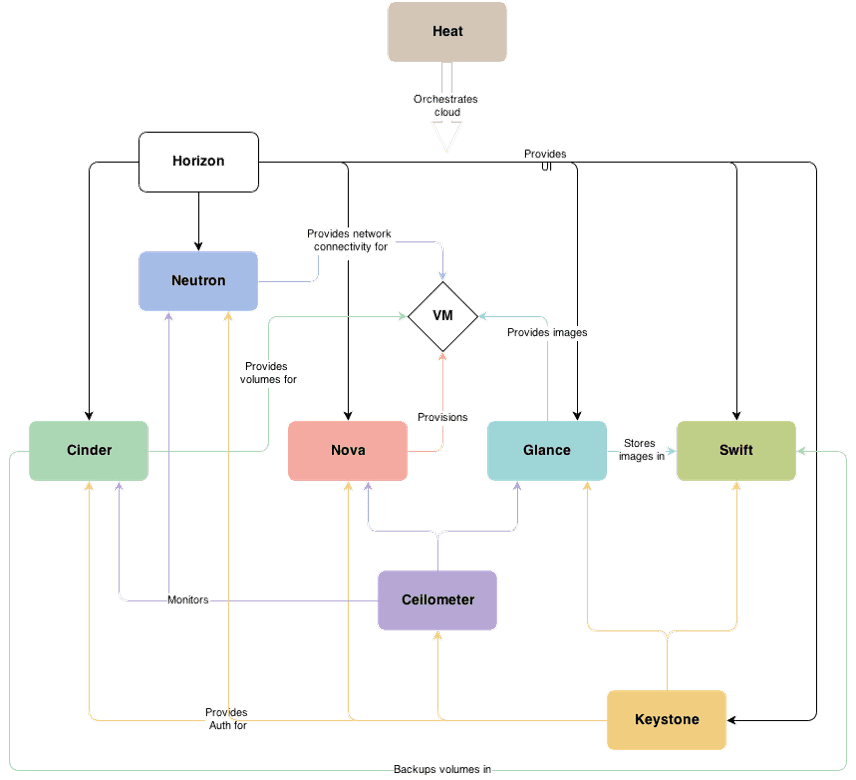 Heat
Orchestrates
cloud
Horizon
Provides
UI
Provides network
connectivity for
Neutron
VM
Provides images
Provides
volumes for
Provisions
Cinder
Nova
Glance
Stores
images in
Swift
Monitors
Ceilometer
Provides
Auth for
Keystone
Backups volumes in